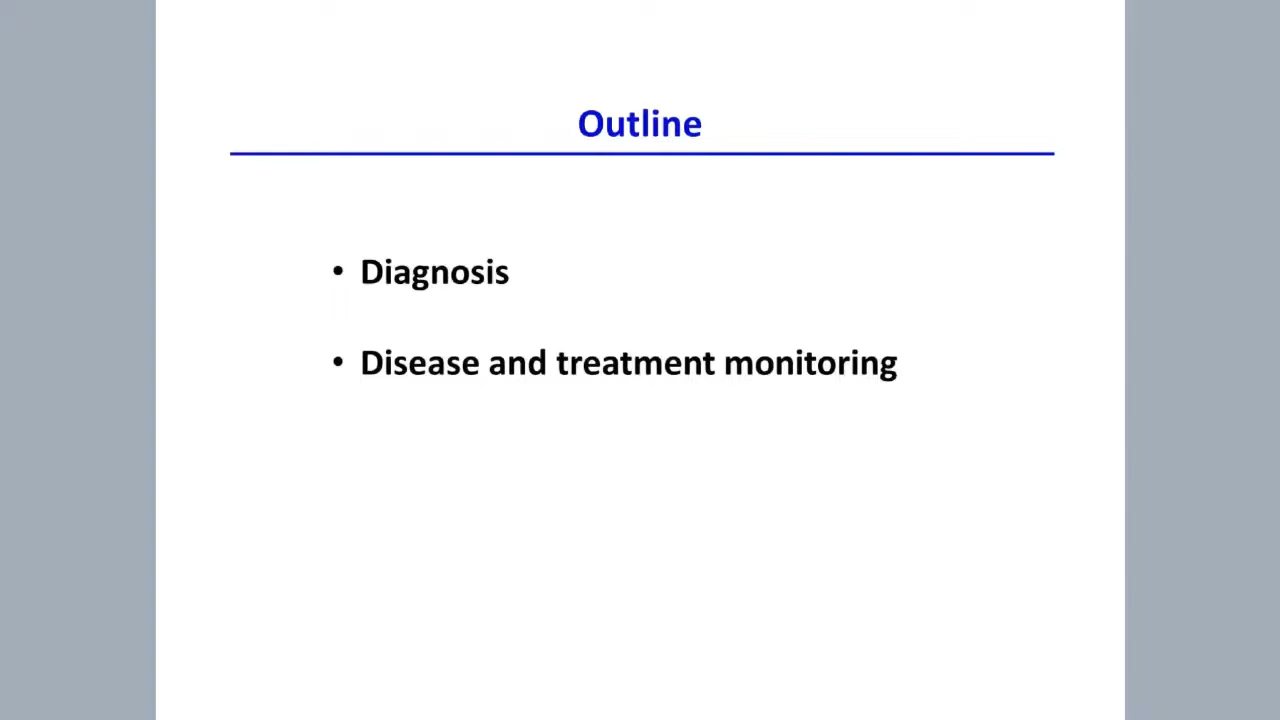 Outline
• Diagnosis
• Disease and treatment monitoring